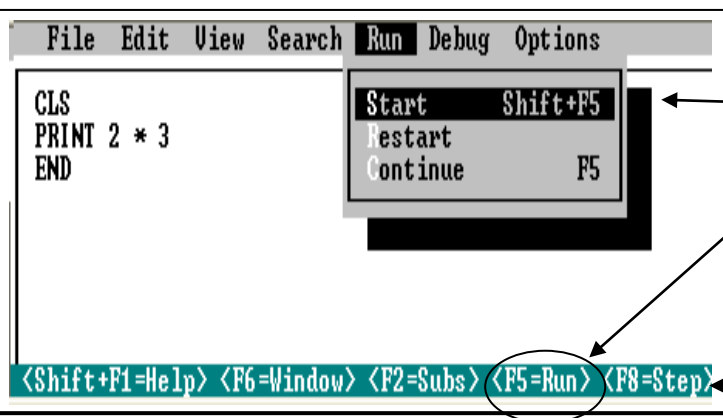 File Edit View Search Run Debug Options
CLS
PRINT 2 * 3
END
Start Shift+F5
Restart
Continue F5
<Shift+F1=Help> <F6=Window> <F2=Subs> <F5=Run> <F8=Step>